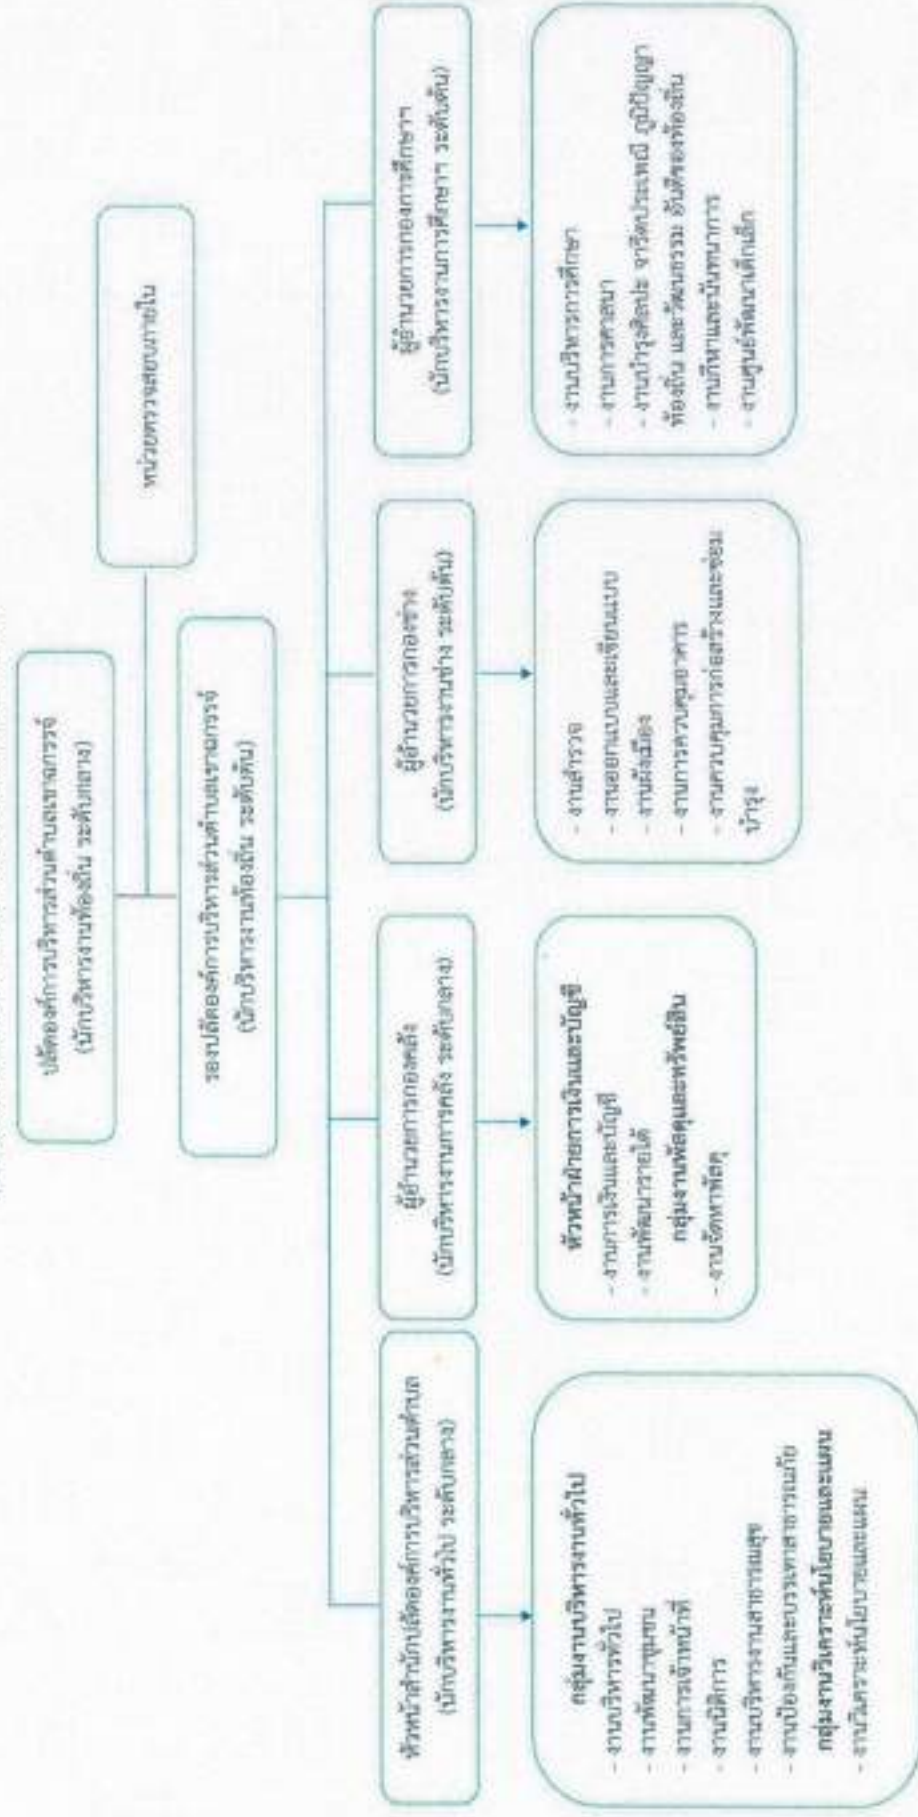 ปลัดองค์การบริหารส่วนตำบลเขาขาคาร์จ์
(นักบริหารงานท้องถิ่น ระดับกลาง)
หน่วยตรวจสอบภายใน
รองปลัดองค์การบริหารส่วนตำบล
(นักบริหารงานท้องถิ่น ระดับต้น)
หัวหน้าสำนักปลัดองค์การบริหารส่วนตำบล
(นักบริหารงานทั่วไป ระดับกลาง)
ผู้อำนวยการกองคลัง
(นักบริหารงานการคลัง ระดับกลาง)
ผู้อำนวยการกองช่าง
(นักบริหารงานช่าง ระดับต้น)
ผู้อำนวยการกองการศึกษาฯ
(นักบริหารงานการศึกษาฯ ระดับต้น)
กลุ่มงานบริหารงานทั่วไป
- งานบริหารทั่วไป
- งานพัฒนาชุมชน
- งานการเจ้าหน้าที่
- งานนิติการ
- งานบริหารงานสาธารณสุข
- งานป้องกันและบรรเทาสาธารณภัย
กลุ่มงานวิเคราะห์นโยบายและแผน
- งานวิเคราะห์นโยบายและแผน
หัวหน้าฝ่ายการเงินและบัญชี
- งานการเงินและบัญชี
- งานพัฒนารายได้
กลุ่มงานพัสดุและทรัพย์สิน
- งานจัดหาพัสดุ
- งานสำรวจ
- งานออกแบบและเขียนแบบ
- งานผังเมือง
- งานการควบคุมอาคาร
- งานควบคุมการก่อสร้างและซ่อม
บำรุง
- งานบริหารการศึกษา
- งานการศาสนา
- งานบำรุงศิลปะ จารีตประเพณี ภูมิปัญญา
ท้องถิ่น และวัฒนธรรม อันดีของท้องถิ่น
- งานกีฬาและนันทนาการ
- งานศูนย์พัฒนาเด็กเล็ก